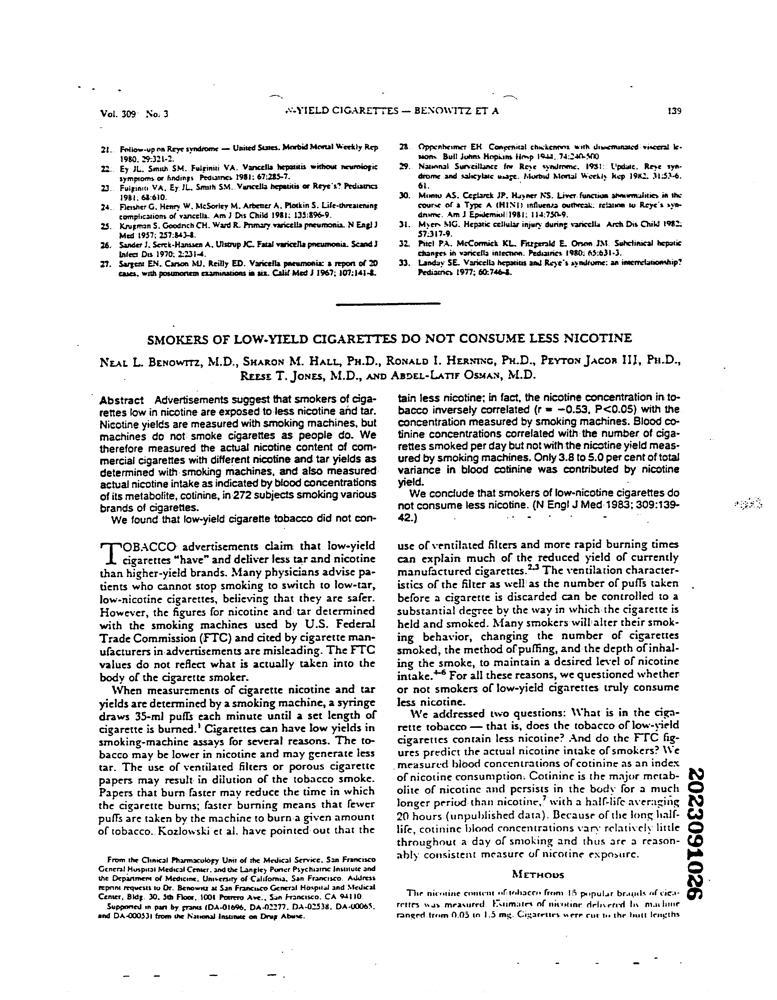 Vol. 309 No. 3
-YIELD CIGARETTES — BENOWITZ ET A
139
21. Follow-up on Reye syndrome — United States. Morbid Mortal Weekly Rep
1980; 29:321-2.
22. Ey JL, Smith SM, Fulginiti VA. Varicella hepatitis without neurologic
symptoms or findings. Pediatrics 1981; 67:285-7.
23. Fulginiti VA, Ey JL, Smith SM. Varicella hepatitis or Reye's? Pediatrics
1981; 68:610.
24. Fleisher G, Henry W, McSorley M, Arbeter A, Plotkin S. Life-threatening
complications of varicella. Am J Dis Child 1981; 135:896-9.
25. Krugman S, Goodrich CH, Ward R. Primary varicella pneumonia. N Engl J
Med 1957; 257:843-8.
26. Sander J, Serck-Hanssen A, Ulstrup JC. Fatal varicella pneumonia. Scand J
Infect Dis 1970; 2:231-4.
27. Sargent EN, Carson MJ, Reilly ED. Varicella pneumonia: a report of 20
cases, with postmortem examinations in six. Calif Med J 1967; 107:141-8.
28. Oppenheimer EH. Congenital chickenpox with disseminated visceral le-
sions. Bull Johns Hopkins Hosp 1944; 74:240-500
29. National Surveillance for Reye syndrome, 1981: Update, Reye syn-
drome and salicylate usage. Morbid Mortal Weekly Rep 1982; 31:53-6,
61.
30. AS, Ceglarek JP, Hayner NS. Liver function abnormalities in the
course of a Type A (H1N1) influenza outbreak: relation to Reye's syn-
drome. Am J Epidemiol 1981; 114:750-9.
31. Myers MG. Hepatic cellular injury during varicella. Arch Dis Child 1982;
57:317-9.
32. Pitel PA, McCormick KL, Fitzgerald E, Orson JM. Subclinical hepatic
changes in varicella infection. Pediatrics 1980; 65:631-3.
33. Landay SE. Varicella hepatitis and Reye's syndrome: an interrelationship?
Pediatrics 1977; 60:746-8.
SMOKERS OF LOW-YIELD CIGARETTES DO NOT CONSUME LESS NICOTINE
NEAL L. BENOWITZ, M.D., SHARON M. HALL, PH.D., RONALD I. HERNING, PH.D., PEYTON JACOB III, PH.D.,
REESE T. JONES, M.D., AND ABDEL-LATIF OSMAN, M.D.
Abstract Advertisements suggest that smokers of ciga-
rettes low in nicotine are exposed to less nicotine and tar.
Nicotine yields are measured with smoking machines, but
machines do not smoke cigarettes as people do. We
therefore measured the actual nicotine content of com-
mercial cigarettes with different nicotine and tar yields as
determined with smoking machines, and also measured
actual nicotine intake as indicated by blood concentrations
of its metabolite, cotinine, in 272 subjects smoking various
brands of cigarettes.
We found that low-yield cigarette tobacco did not con-
tain less nicotine; in fact, the nicotine concentration in to-
bacco inversely correlated (r = −0.53, P<0.05) with the
concentration measured by smoking machines. Blood co-
tinine concentrations correlated with the number of ciga-
rettes smoked per day but not with the nicotine yield meas-
ured by smoking machines. Only 3.8 to 5.0 per cent of total
variance in blood cotinine was contributed by nicotine
yield.
We conclude that smokers of low-nicotine cigarettes do
not consume less nicotine. (N Engl J Med 1983; 309:139-
42.)
TOBACCO advertisements claim that low-yield
cigarettes "have" and deliver less tar and nicotine
than higher-yield brands. Many physicians advise pa-
tients who cannot stop smoking to switch to low-tar,
low-nicotine cigarettes, believing that they are safer.
However, the figures for nicotine and tar determined
with the smoking machines used by U.S. Federal
Trade Commission (FTC) and cited by cigarette man-
ufacturers in advertisements are misleading. The FTC
values do not reflect what is actually taken into the
body of the cigarette smoker.
When measurements of cigarette nicotine and tar
yields are determined by a smoking machine, a syringe
draws 35-ml puffs each minute until a set length of
cigarette is burned.¹ Cigarettes can have low yields in
smoking-machine assays for several reasons. The to-
bacco may be lower in nicotine and may generate less
tar. The use of ventilated filters or porous cigarette
papers may result in dilution of the tobacco smoke.
Papers that burn faster may reduce the time in which
the cigarette burns; faster burning means that fewer
puffs are taken by the machine to burn a given amount
of tobacco. Kozlowski et al. have pointed out that the
From the Clinical Pharmacology Unit of the Medical Service, San Francisco
General Hospital Medical Center, and the Langley Porter Psychiatric Institute and
the Department of Medicine, University of California, San Francisco. Address
reprint requests to Dr. Benowitz at San Francisco General Hospital and Medical
Center, Bldg. 30, 5th Floor, 1001 Potrero Ave., San Francisco, CA 94110.
Supported in part by grants (DA-01696, DA-02277, DA-02538, DA-00065,
and DA-00053) from the National Institute on Drug Abuse.
use of ventilated filters and more rapid burning times
can explain much of the reduced yield of currently
manufactured cigarettes.²,³ The ventilation character-
istics of the filter as well as the number of puffs taken
before a cigarette is discarded can be controlled to a
substantial degree by the way in which the cigarette is
held and smoked. Many smokers will alter their smok-
ing behavior, changing the number of cigarettes
smoked, the method of puffing, and the depth of inhal-
ing the smoke, to maintain a desired level of nicotine
intake.⁴⁻⁶ For all these reasons, we questioned whether
or not smokers of low-yield cigarettes truly consume
less nicotine.
We addressed two questions: What is in the ciga-
rette tobacco — that is, does the tobacco of low-yield
cigarettes contain less nicotine? And do the FTC fig-
ures predict the actual nicotine intake of smokers? We
measured blood concentrations of cotinine as an index
of nicotine consumption. Cotinine is the major metab-
olite of nicotine and persists in the body for a much
longer period than nicotine,⁷ with a half-life averaging
20 hours (unpublished data). Because of the long half-
life, cotinine blood concentrations vary relatively little
throughout a day of smoking and thus are a reason-
ably consistent measure of nicotine exposure.
METHODS
The nicotine content of tobacco from 15 popular brands of ciga-
rettes was measured. Estimates of nicotine delivered by machine
ranged from 0.05 to 1.5 mg. Cigarettes were cut to the butt lengths
2023091026